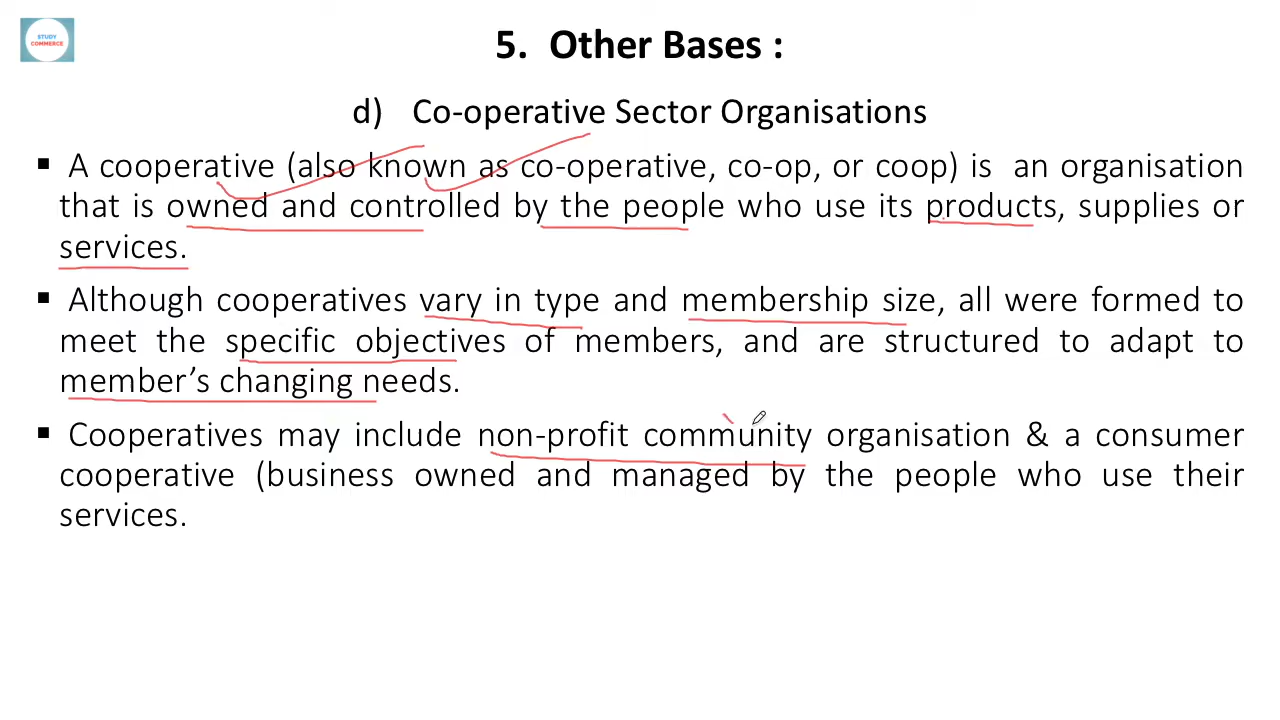 STUDY
COMMERCE
5. Other Bases :
d) Co-operative Sector Organisations
▪ A cooperative (also known as co-operative, co-op, or coop) is an organisation
that is owned and controlled by the people who use its products, supplies or
services.
▪ Although cooperatives vary in type and membership size, all were formed to
meet the specific objectives of members, and are structured to adapt to
member’s changing needs.
▪ Cooperatives may include non-profit community organisation & a consumer
cooperative (business owned and managed by the people who use their
services.